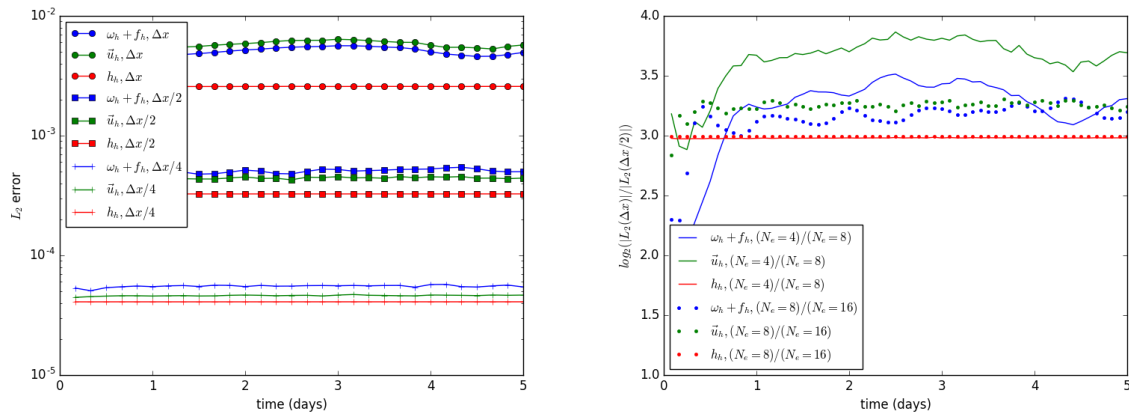 10⁻²
10⁻³
10⁻⁴
10⁻⁵
L₂ error
ω_h + f_h, Δx
u⃗_h, Δx
h_h, Δx
ω_h + f_h, Δx/2
u⃗_h, Δx/2
h_h, Δx/2
ω_h + f_h, Δx/4
u⃗_h, Δx/4
h_h, Δx/4
0 1 2 3 4 5
time (days)
4.0
3.5
3.0
2.5
2.0
1.5
1.0
log₂(|L₂(Δx)|/|L₂(Δx/2)|)
ω_h + f_h, (N_e = 4)/(N_e = 8)
u⃗_h, (N_e = 4)/(N_e = 8)
h_h, (N_e = 4)/(N_e = 8)
ω_h + f_h, (N_e = 8)/(N_e = 16)
u⃗_h, (N_e = 8)/(N_e = 16)
h_h, (N_e = 8)/(N_e = 16)
0 1 2 3 4 5
time (days)